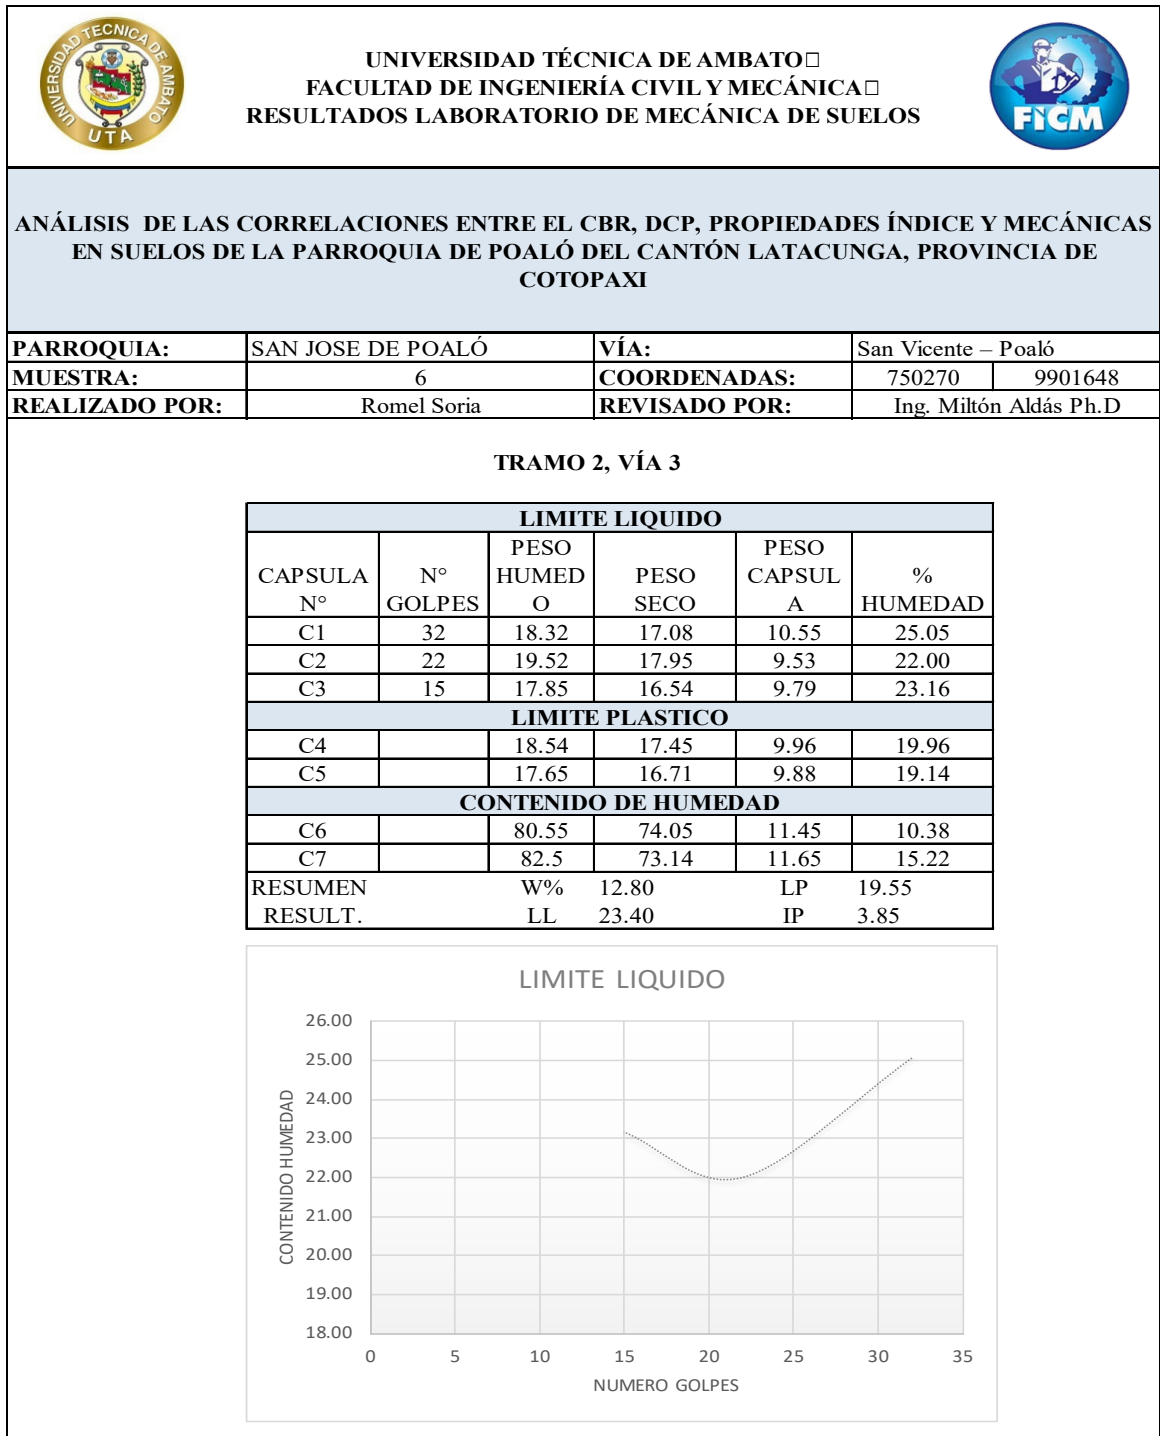 UNIVERSIDAD TECNICA DE AMBATO
UTA
UNIVERSIDAD TÉCNICA DE AMBATO□
FACULTAD DE INGENIERÍA CIVIL Y MECÁNICA□
RESULTADOS LABORATORIO DE MECÁNICA DE SUELOS
FICM
ANÁLISIS DE LAS CORRELACIONES ENTRE EL CBR, DCP, PROPIEDADES ÍNDICE Y MECÁNICAS
EN SUELOS DE LA PARROQUIA DE POALÓ DEL CANTÓN LATACUNGA, PROVINCIA DE
COTOPAXI
PARROQUIA: SAN JOSE DE POALÓ VÍA: San Vicente – Poaló
MUESTRA: 6 COORDENADAS: 750270 9901648
REALIZADO POR: Romel Soria REVISADO POR: Ing. Miltón Aldás Ph.D
TRAMO 2, VÍA 3
LIMITE LIQUIDO
PESO PESO
CAPSULA N° HUMED PESO CAPSUL %
N° GOLPES O SECO A HUMEDAD
C1 32 18.32 17.08 10.55 25.05
C2 22 19.52 17.95 9.53 22.00
C3 15 17.85 16.54 9.79 23.16
LIMITE PLASTICO
C4 18.54 17.45 9.96 19.96
C5 17.65 16.71 9.88 19.14
CONTENIDO DE HUMEDAD
C6 80.55 74.05 11.45 10.38
C7 82.5 73.14 11.65 15.22
RESUMEN W% 12.80 LP 19.55
RESULT. LL 23.40 IP 3.85
LIMITE LIQUIDO
CONTENIDO HUMEDAD
26.00
25.00
24.00
23.00
22.00
21.00
20.00
19.00
18.00
0 5 10 15 20 25 30 35
NUMERO GOLPES